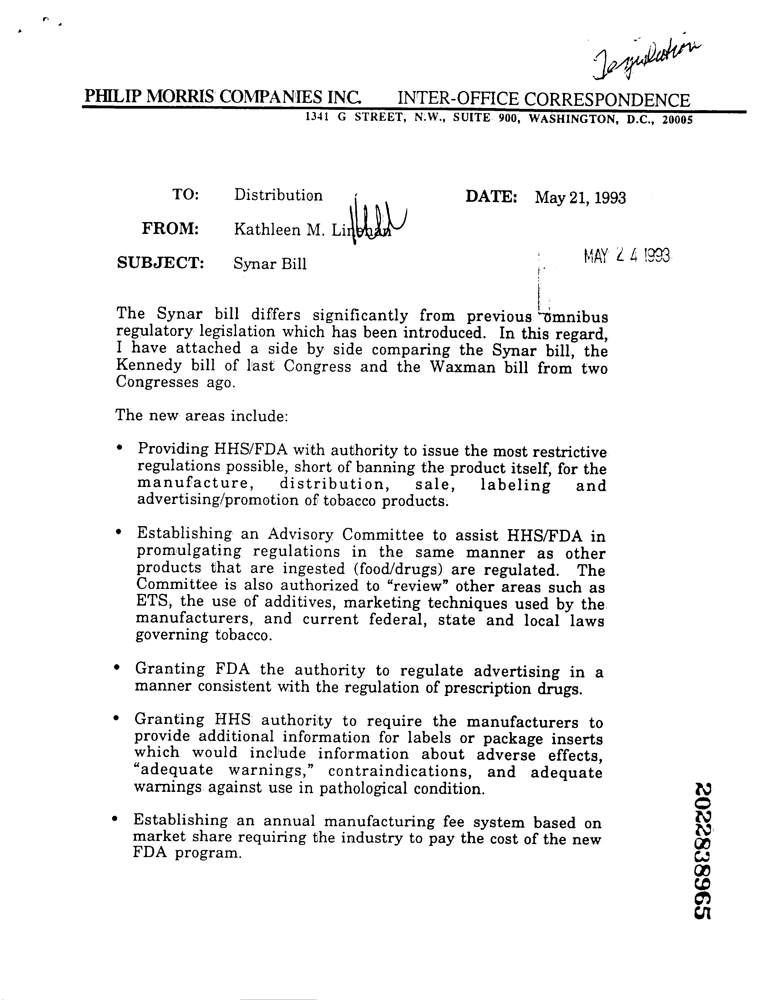 Legislation
PHILIP MORRIS COMPANIES INC. INTER-OFFICE CORRESPONDENCE
1341 G STREET, N.W., SUITE 900, WASHINGTON, D.C., 20005
TO: Distribution DATE: May 21, 1993
FROM: Kathleen M. Linehan
SUBJECT: Synar Bill MAY 24 1993
The Synar bill differs significantly from previous omnibus
regulatory legislation which has been introduced. In this regard,
I have attached a side by side comparing the Synar bill, the
Kennedy bill of last Congress and the Waxman bill from two
Congresses ago.
The new areas include:
• Providing HHS/FDA with authority to issue the most restrictive
regulations possible, short of banning the product itself, for the
manufacture, distribution, sale, labeling and
advertising/promotion of tobacco products.
• Establishing an Advisory Committee to assist HHS/FDA in
promulgating regulations in the same manner as other
products that are ingested (food/drugs) are regulated. The
Committee is also authorized to “review” other areas such as
ETS, the use of additives, marketing techniques used by the
manufacturers, and current federal, state and local laws
governing tobacco.
• Granting FDA the authority to regulate advertising in a
manner consistent with the regulation of prescription drugs.
• Granting HHS authority to require the manufacturers to
provide additional information for labels or package inserts
which would include information about adverse effects,
“adequate warnings,” contraindications, and adequate
warnings against use in pathological condition.
• Establishing an annual manufacturing fee system based on
market share requiring the industry to pay the cost of the new
FDA program.
2022838965